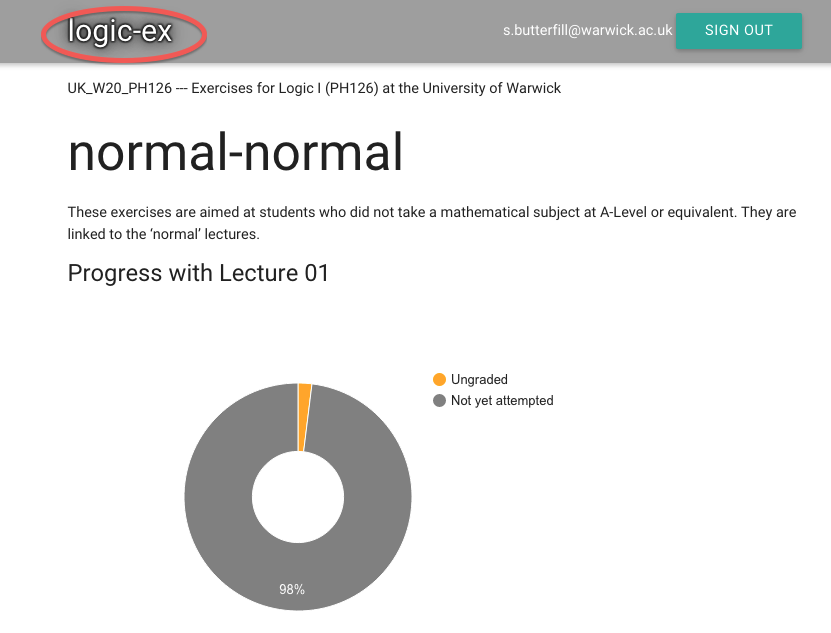 logic-ex
s.butterfill@warwick.ac.uk SIGN OUT
UK_W20_PH126 --- Exercises for Logic I (PH126) at the University of Warwick
normal-normal
These exercises are aimed at students who did not take a mathematical subject at A-Level or equivalent. They are
linked to the ‘normal’ lectures.
Progress with Lecture 01
Ungraded
Not yet attempted
98%